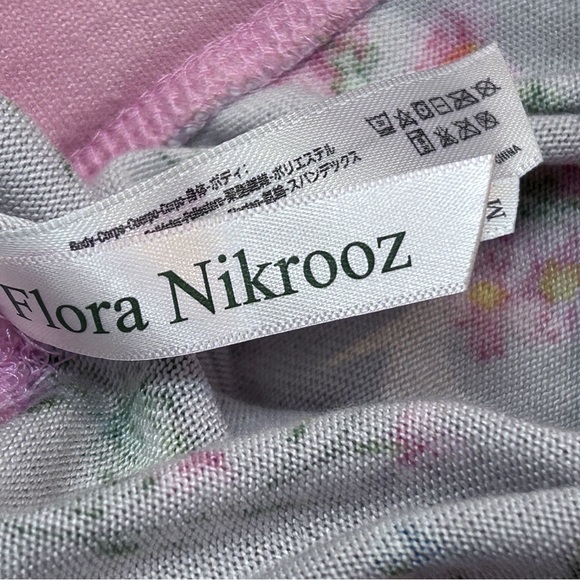 Body-Corps-Cuerpo-Corpo-身体-ボディ:
ポリエステル
スパンデックス
CHINA
M
Flora Nikrooz